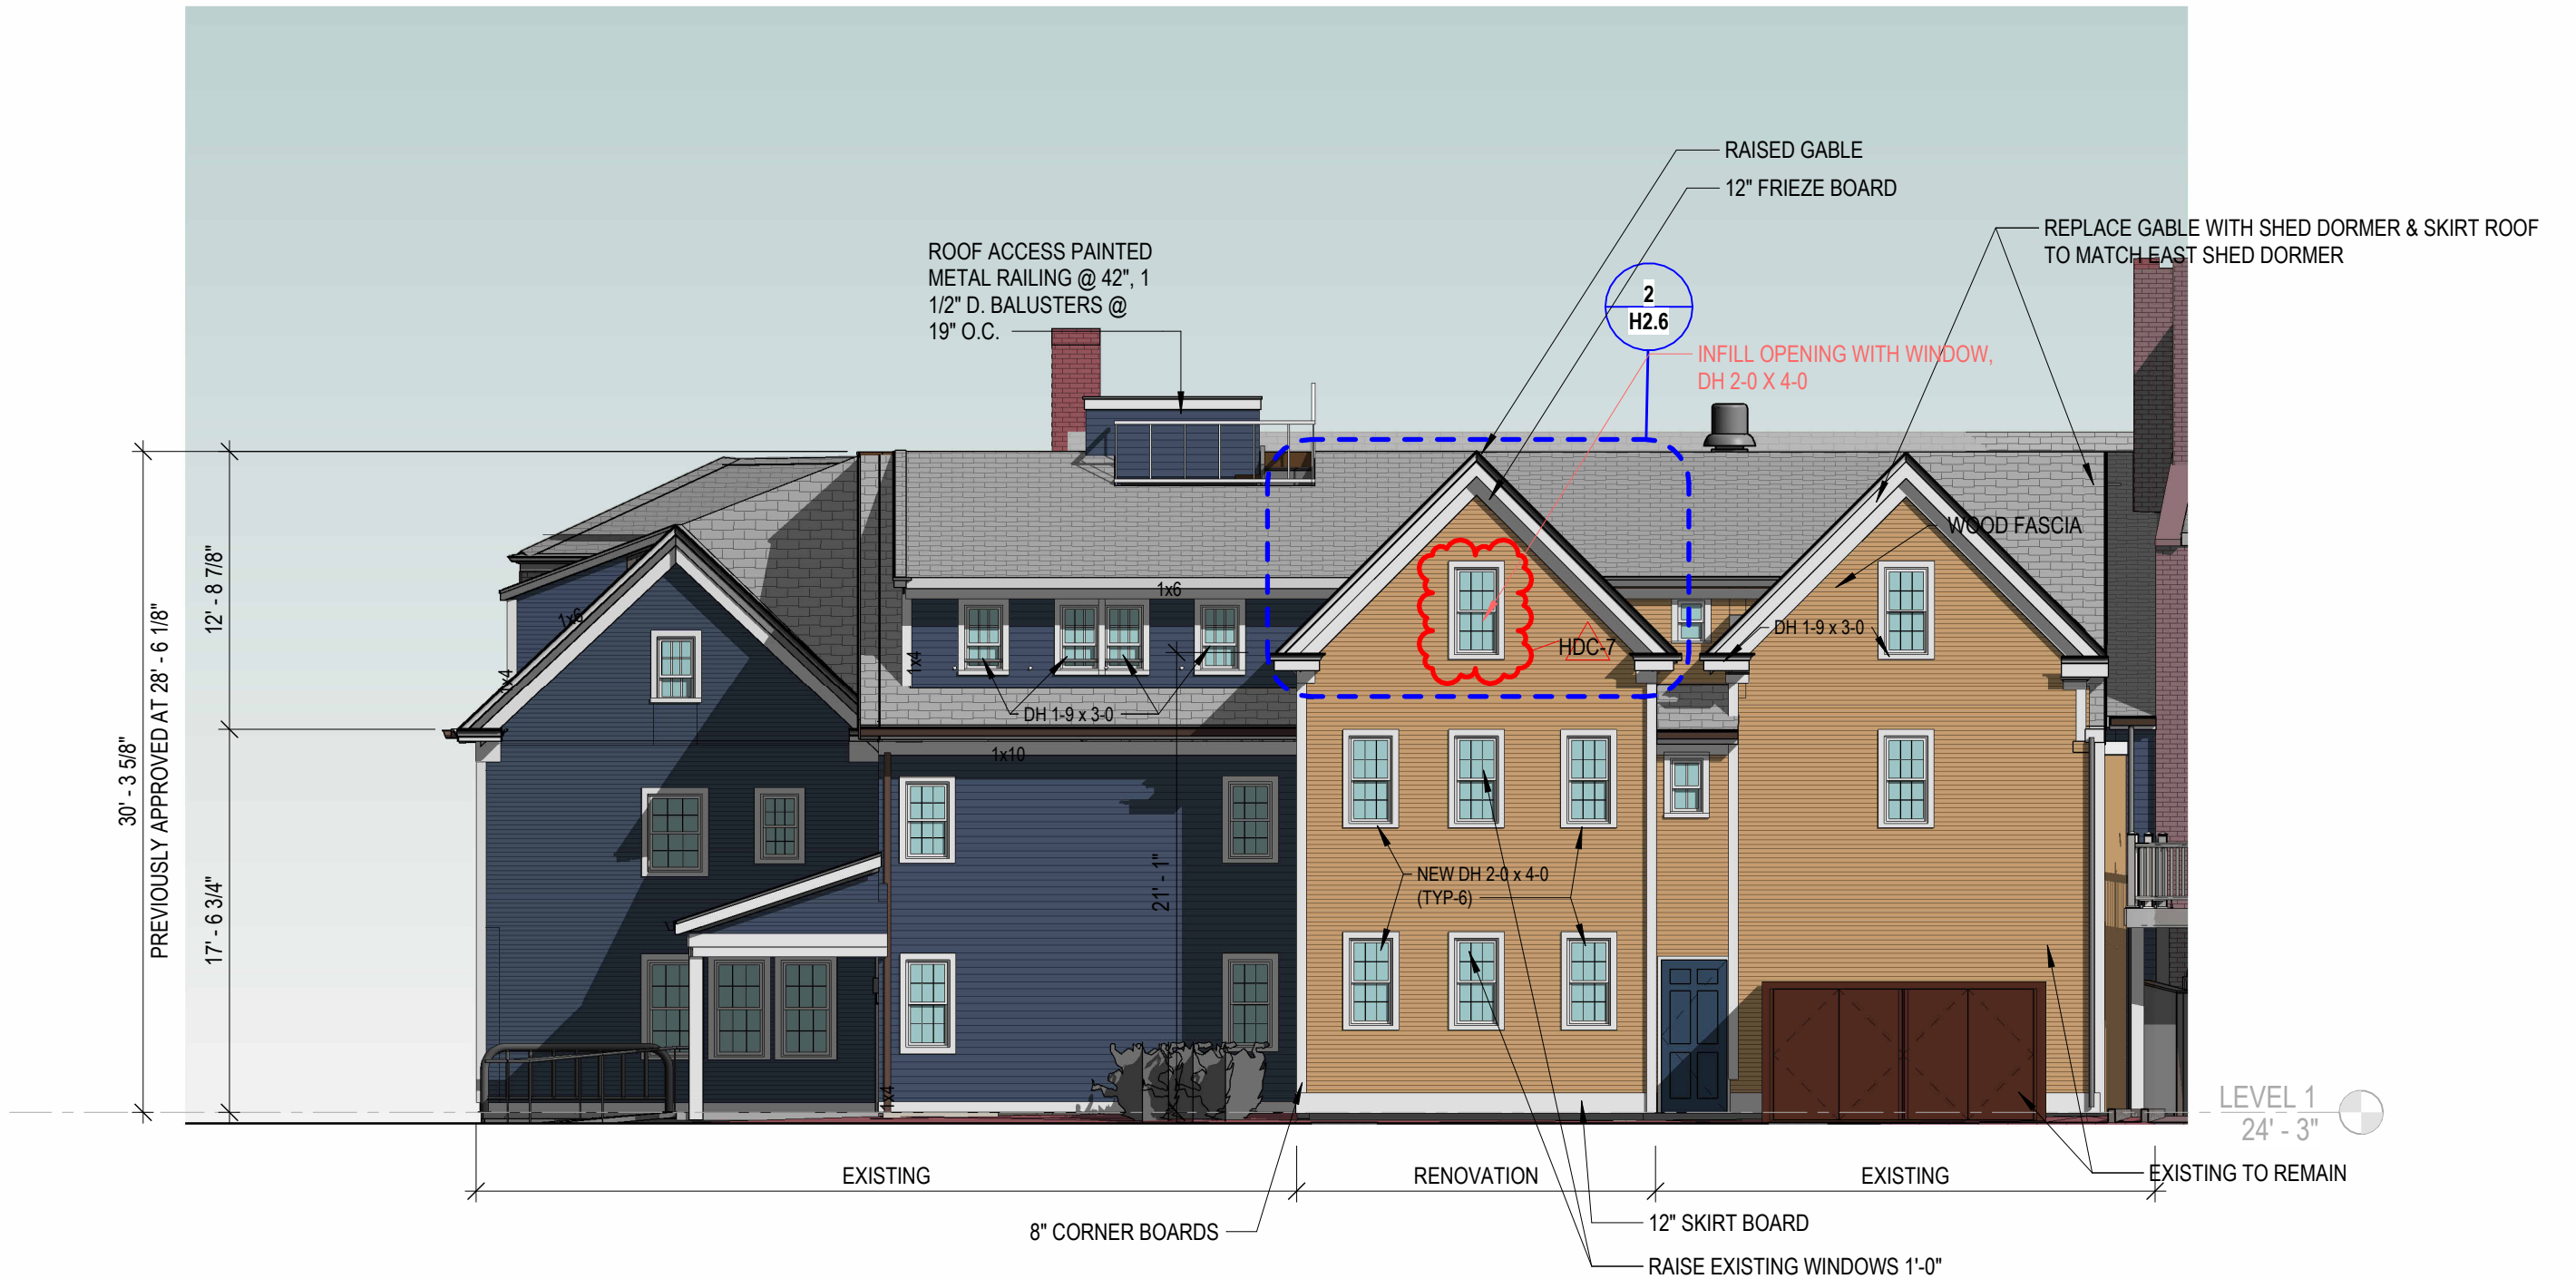 RAISED GABLE
12" FRIEZE BOARD
REPLACE GABLE WITH SHED DORMER & SKIRT ROOF
TO MATCH EAST SHED DORMER
ROOF ACCESS PAINTED
METAL RAILING @ 42", 1
1/2" D. BALUSTERS @
19" O.C.
2
H2.6
INFILL OPENING WITH WINDOW,
DH 2-0 X 4-0
WOOD FASCIA
1x6
1x6
DH 1-9 x 3-0
HDC-7
1x4
1x4
DH 1-9 x 3-0
1x10
12' - 8 7/8"
30' - 3 5/8"
PREVIOUSLY APPROVED AT 28' - 6 1/8"
17' - 6 3/4"
21' - 1"
NEW DH 2-0 x 4-0
(TYP-6)
1x4
LEVEL 1
24' - 3"
EXISTING
RENOVATION
EXISTING
EXISTING TO REMAIN
8" CORNER BOARDS
12" SKIRT BOARD
RAISE EXISTING WINDOWS 1'-0"